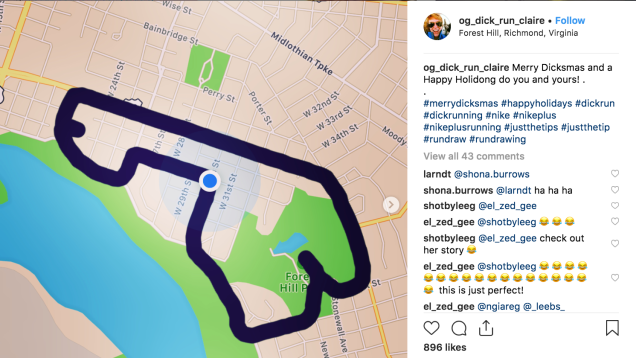 Wise St
Bainbridge St
Midlothian Tpke
W 24th St
Perry St
Porter St
W 32nd St
W 33rd St
W 34th St
Moody
W 28
W 29th St
W 31st St
Fore
Hill P
St
Stonewall Ave
New
og_dick_run_claire • Follow
Forest Hill, Richmond, Virginia
og_dick_run_claire Merry Dicksmas and a
Happy Holidong do you and yours! .
.
#merrydicksmas #happyholidays #dickrun
#dickrunning #nike #nikeplus
#nikeplusrunning #justthetips #justthetip
#rundraw #rundrawing
View all 43 comments
larndt @shona.burrows
shona.burrows @larndt ha ha ha
shotbyleeg @el_zed_gee
el_zed_gee @shotbyleeg 😂 😂 😂
shotbyleeg @el_zed_gee check out
her story 😂
el_zed_gee @shotbyleeg 😂 😂 😂 😂
😂 😂 😂 😂 😂 😂 😂 😂 😂 😂 😂 😂 😂 😂
😂 this is just perfect!
el_zed_gee @ngiareg @_leebs_
896 likes